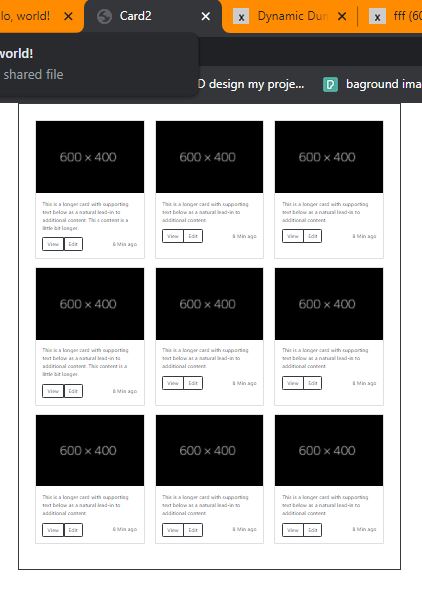 lo, world!
Card2
Dynamic Dun
fff (60
world!
shared file
D design my proje...
baground ima
600 × 400
600 × 400
600 × 400
This is a longer card with supporting
text below as a natural lead-in to
additional content. This content is a
little bit longer.
View
Edit
8 Min ago
This is a longer card with supporting
text below as a natural lead-in to
additional content
View
Edit
8 Min ago
This is a longer card with supporting
text below as a natural lead-in to
additional content
View
Edit
8 Min ago
600 × 400
600 × 400
600 × 400
This is a longer card with supporting
text below as a natural lead-in to
additional content. This content is a
little bit longer.
View
Edit
8 Min ago
This is a longer card with supporting
text below as a natural lead-in to
additional content
View
Edit
8 Min ago
This is a longer card with supporting
text below as a natural lead-in to
additional content
View
Edit
8 Min ago
600 × 400
600 × 400
600 × 400
This is a longer card with supporting
text below as a natural lead-in to
additional content
View
Edit
8 Min ago
This is a longer card with supporting
text below as a natural lead-in to
additional content
View
Edit
8 Min ago
This is a longer card with supporting
text below as a natural lead-in to
additional content
View
Edit
8 Min ago